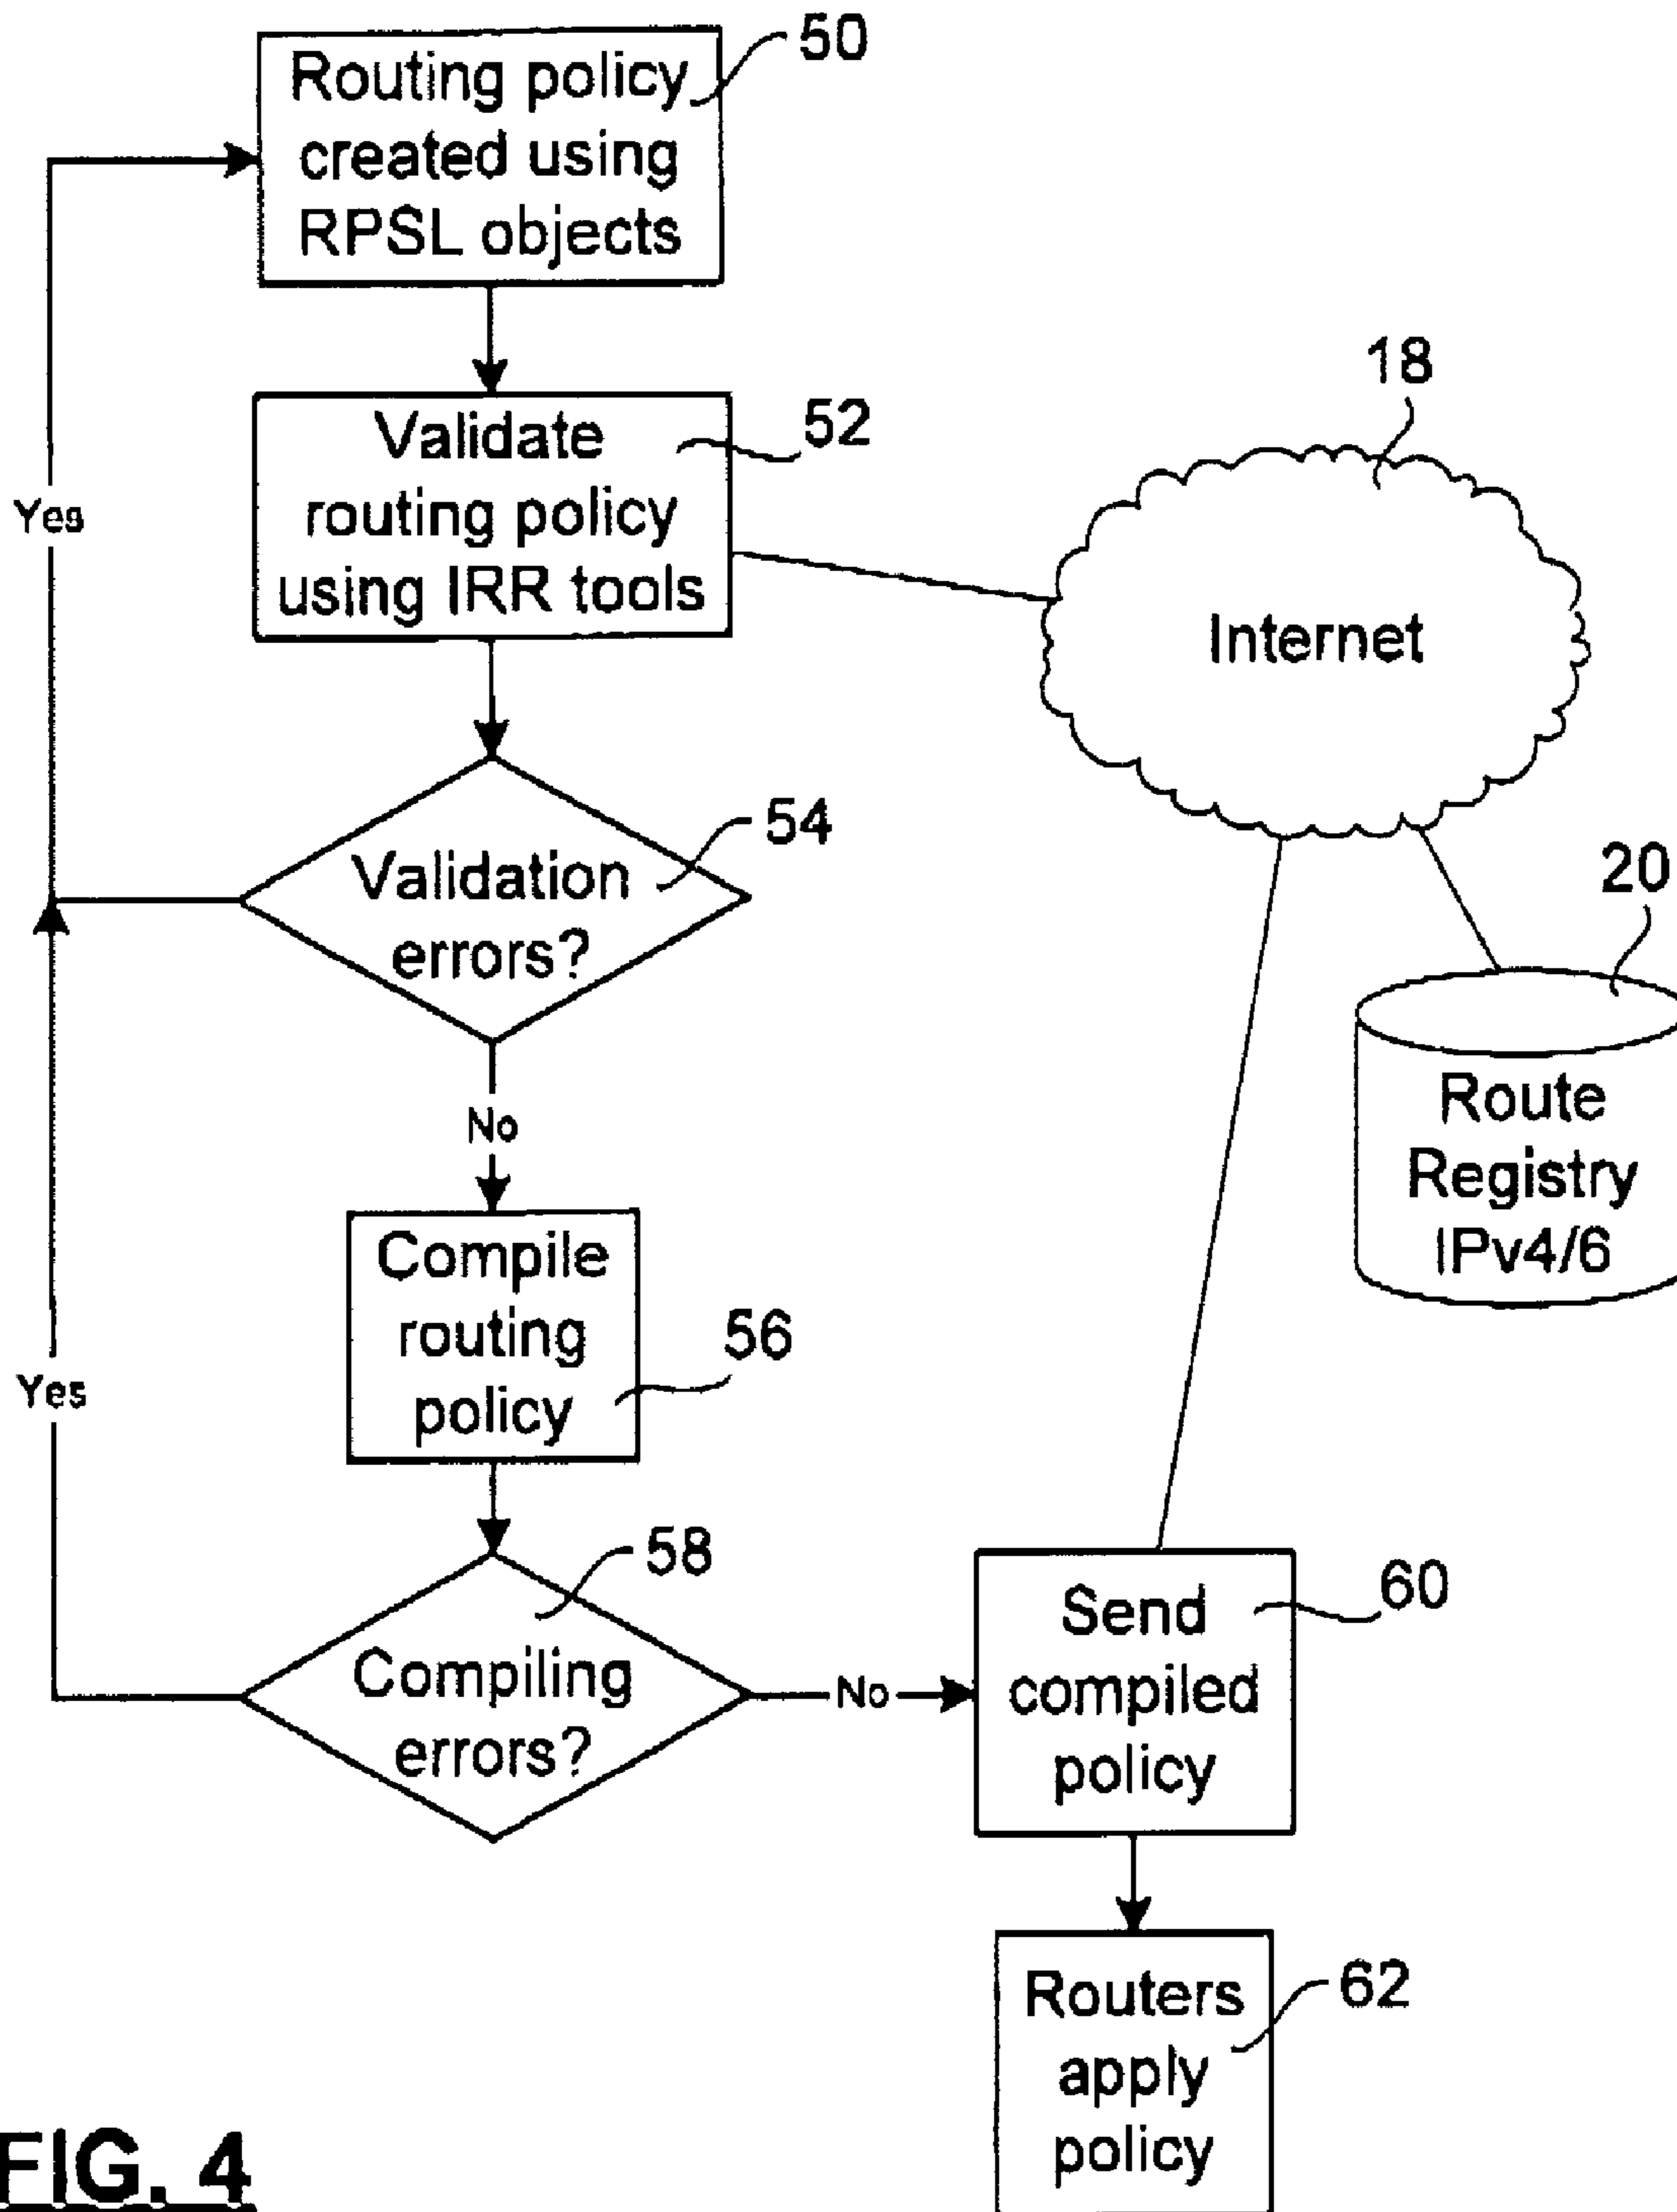 50
Routing policy
created using
RPSL objects
52
Validate
routing policy
using IRR tools
Yes
18
Internet
54
Validation
errors?
20
Route
Registry
IPv4/6
No
Compile
routing
policy
56
Yes
58
Compiling
errors?
No
60
Send
compiled
policy
62
Routers
apply
policy
FIG. 4